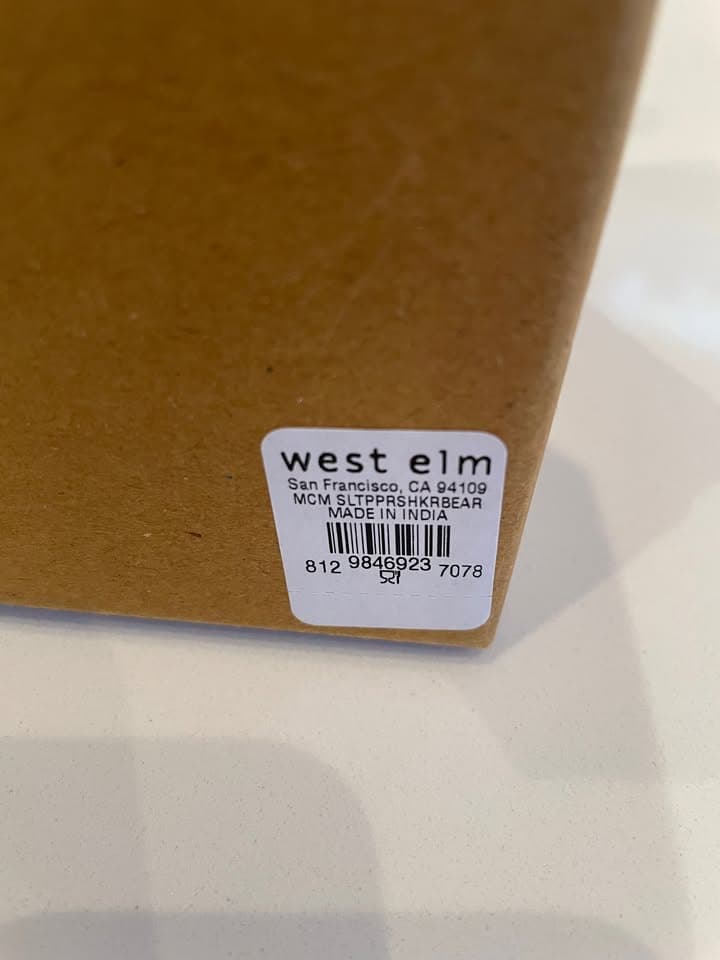 west elm
San Francisco, CA 94109
MCM SLTPPRSHKRBEAR
MADE IN INDIA
812 9846923 7078